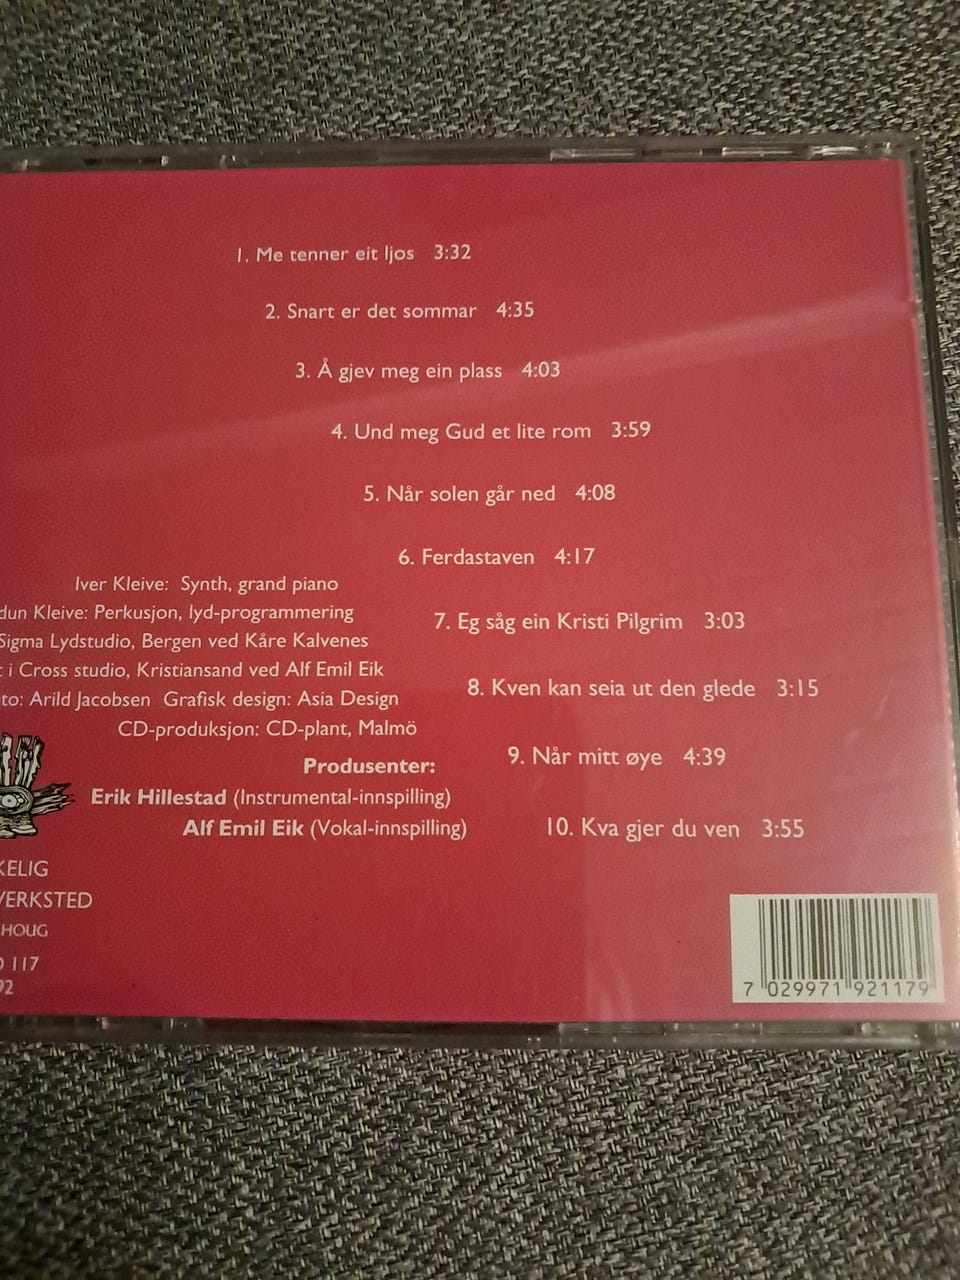 1. Me tenner eit ljos 3:32
2. Snart er det sommar 4:35
3. Å gjev meg ein plass 4:03
4. Und meg Gud et lite rom 3:59
5. Når solen går ned 4:08
6. Ferdastaven 4:17
7. Eg såg ein Kristi Pilgrim 3:03
8. Kven kan seia ut den glede 3:15
9. Når mitt øye 4:39
10. Kva gjer du ven 3:55
Iver Kleive: Synth, grand piano
dun Kleive: Perkusjon, lyd-programmering
Sigma Lydstudio, Bergen ved Kåre Kalvenes
t i Cross studio, Kristiansand ved Alf Emil Eik
to: Arild Jacobsen Grafisk design: Asia Design
CD-produksjon: CD-plant, Malmö
Produsenter:
Erik Hillestad (Instrumental-innspilling)
Alf Emil Eik (Vokal-innspilling)
KELIG
VERKSTED
HOUG
D 117
92
7 029971 921179